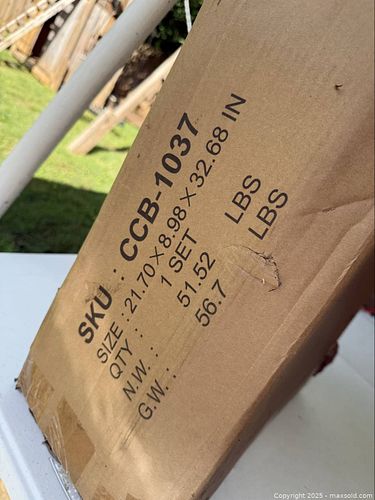 SKU : CCB-1037
SIZE : 21.70 × 8.98 × 32.68 IN
QTY : 1 SET
N.W. : 51.52 LBS
G.W. : 56.7 LBS
Copyright 2025 - maxsold.com